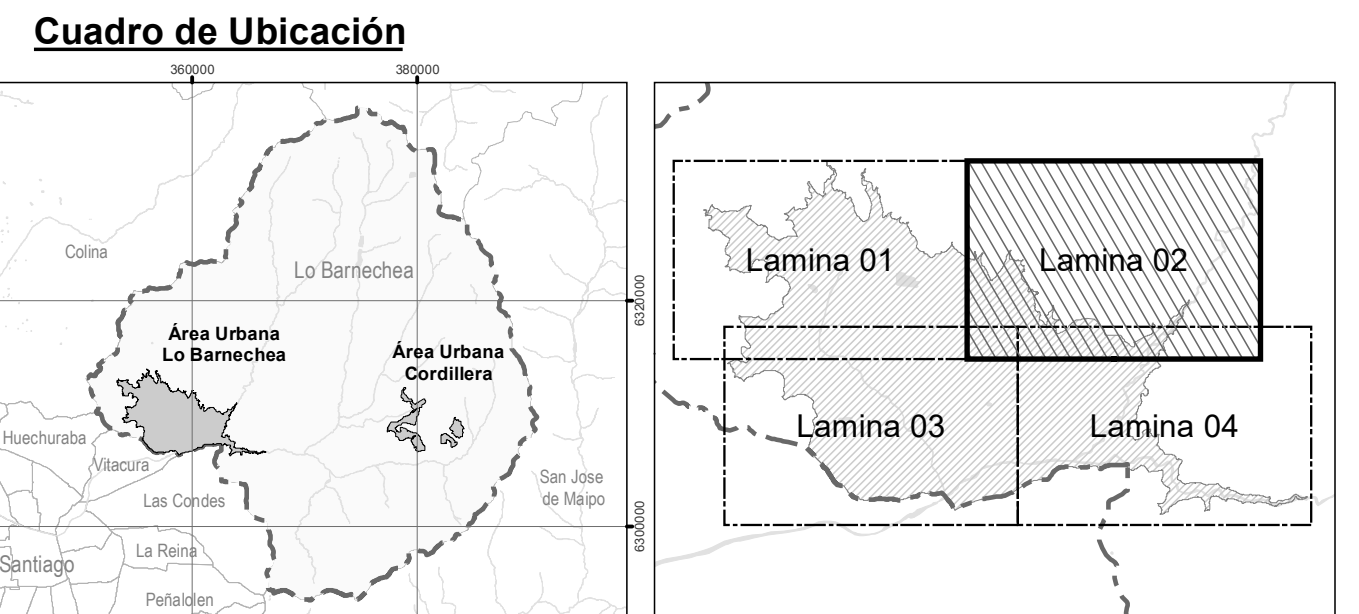 Cuadro de Ubicación
360000
380000
Colina
Lo Barnechea
6320000
Área Urbana
Lo Barnechea
Área Urbana
Cordillera
Huechuraba
Vitacura
Las Condes
San Jose
de Maipo
6300000
La Reina
Santiago
Peñalolen
Lamina 01
Lamina 02
Lamina 03
Lamina 04